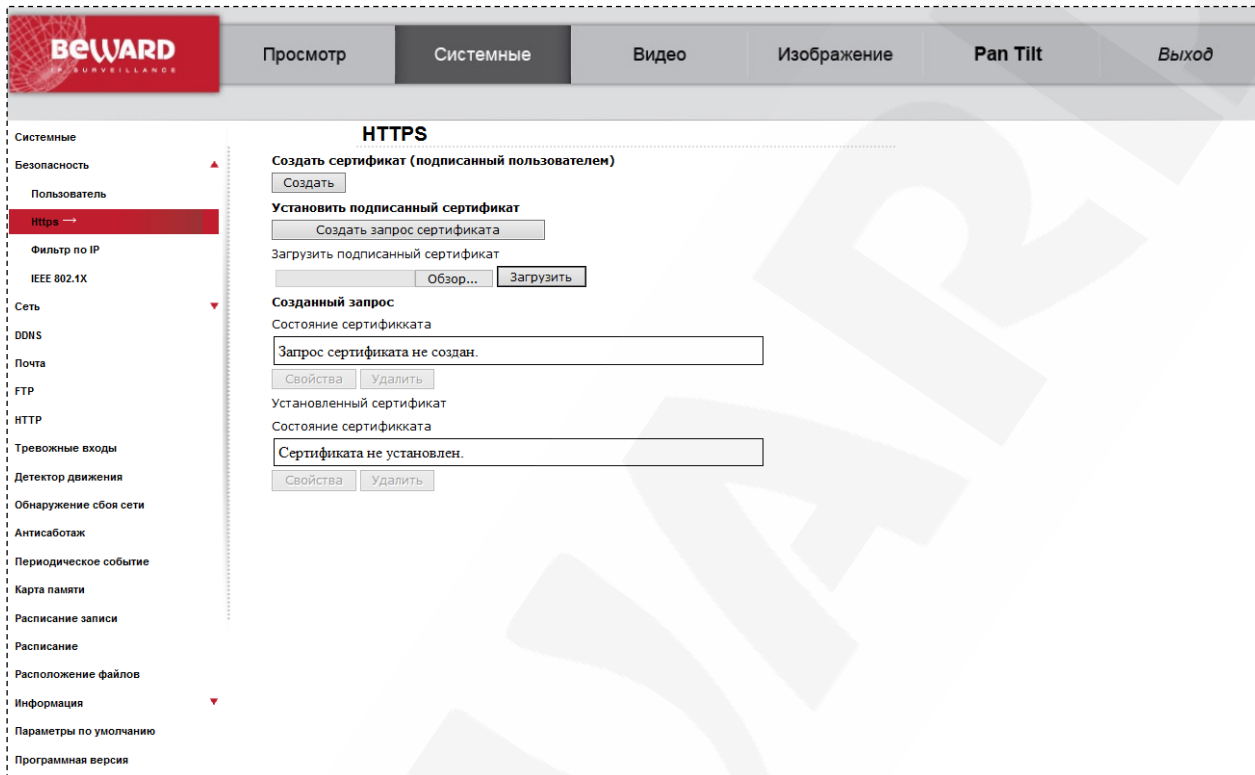 BEWARD
IP SURVEILLANCE
Просмотр
Системные
Видео
Изображение
Pan Tilt
Выход
Системные
Безопасность
Пользователь
Https →
Фильтр по IP
IEEE 802.1X
Сеть
DDNS
Почта
FTP
HTTP
Тревожные входы
Детектор движения
Обнаружение сбоя сети
Антисаботаж
Периодическое событие
Карта памяти
Расписание записи
Расписание
Расположение файлов
Информация
Параметры по умолчанию
Программная версия
HTTPS
Создать сертификат (подписанный пользователем)
Создать
Установить подписанный сертификат
Создать запрос сертификата
Загрузить подписанный сертификат
Обзор... Загрузить
Созданный запрос
Состояние сертификката
Запрос сертификата не создан.
Свойства Удалить
Установленный сертификат
Состояние сертификката
Сертификата не установлен.
Свойства Удалить